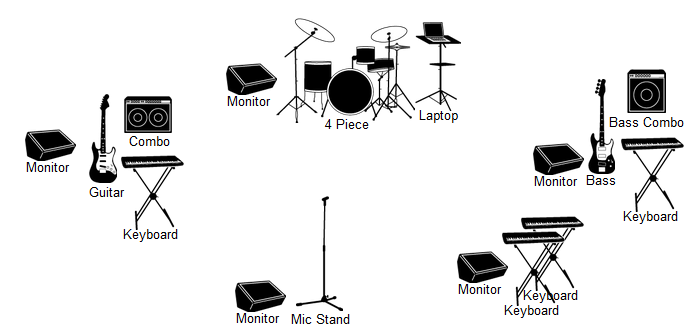 Monitor
4 Piece
Laptop
Combo
Bass Combo
Monitor
Guitar
Monitor
Bass
Keyboard
Keyboard
Monitor
Keyboard
Keyboard
Monitor
Mic Stand